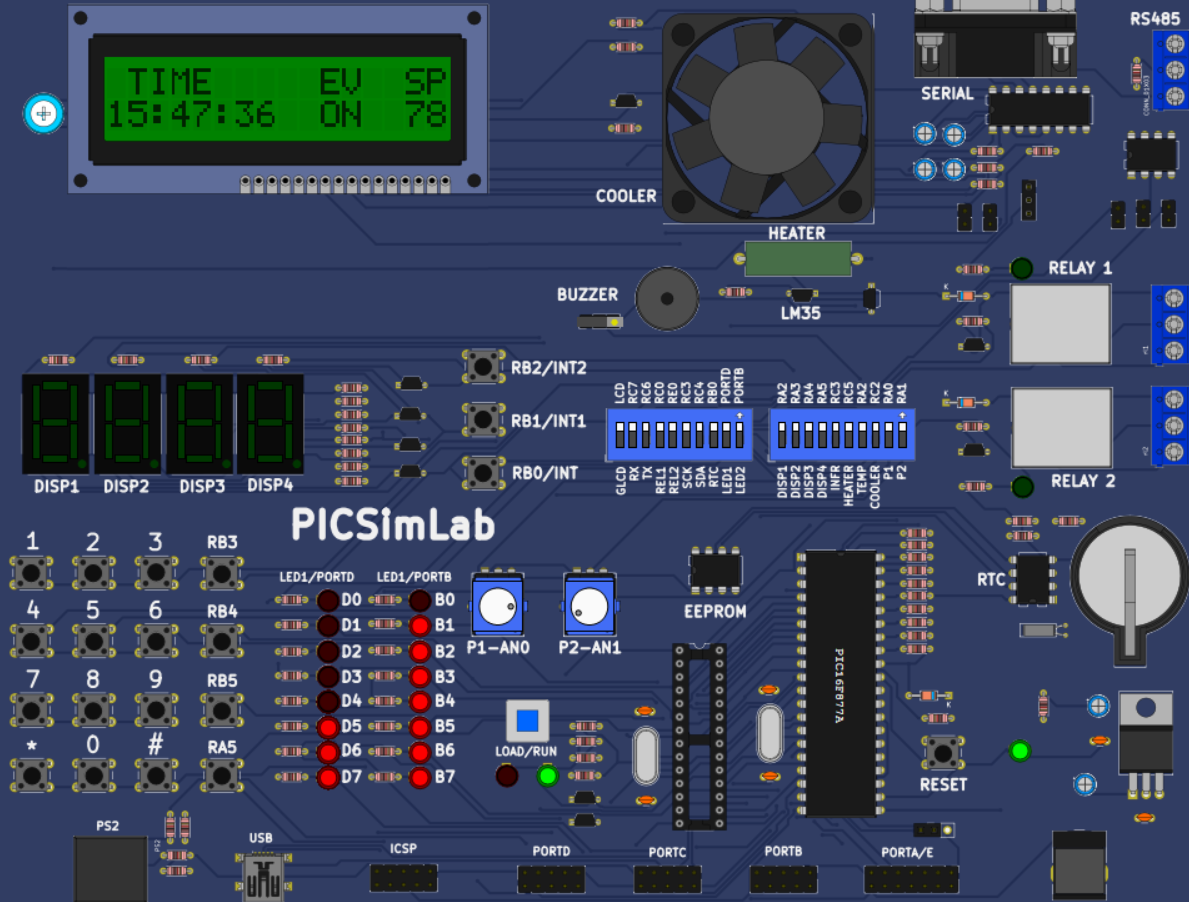 TIME EV SP
15:47:36 ON 78
COOLER
SERIAL
RS485
CONN_01X03
HEATER
BUZZER
LM35
RELAY 1
K
RB2/INT2
RB1/INT1
RB0/INT
LCD RC7 RC6 RC0 RE0 RC3 RC4 RB0 PORTD PORTB
GLCD RX TX REL1 REL2 SCK SDA RTC LED1 LED2
RA2 RA3 RA4 RA5 RC3 RC5 RA2 RC2 RA0 RA1
DISP1 DISP2 DISP3 DISP4 INFR HEATER TEMP COOLER P1 P2
K
RELAY 2
DISP1 DISP2 DISP3 DISP4
PICSimLab
1 2 3 RB3
4 5 6 RB4
7 8 9 RB5
* 0 # RA5
LED1/PORTD LED1/PORTB
D0 B0
D1 B1
D2 B2
D3 B3
D4 B4
D5 B5
D6 B6
D7 B7
P1-AN0 P2-AN1
EEPROM
RTC
PIC16F877A
LOAD/RUN
K
RESET
PS2
PS2
USB
ICSP
PORTD
PORTC
PORTB
PORTA/E